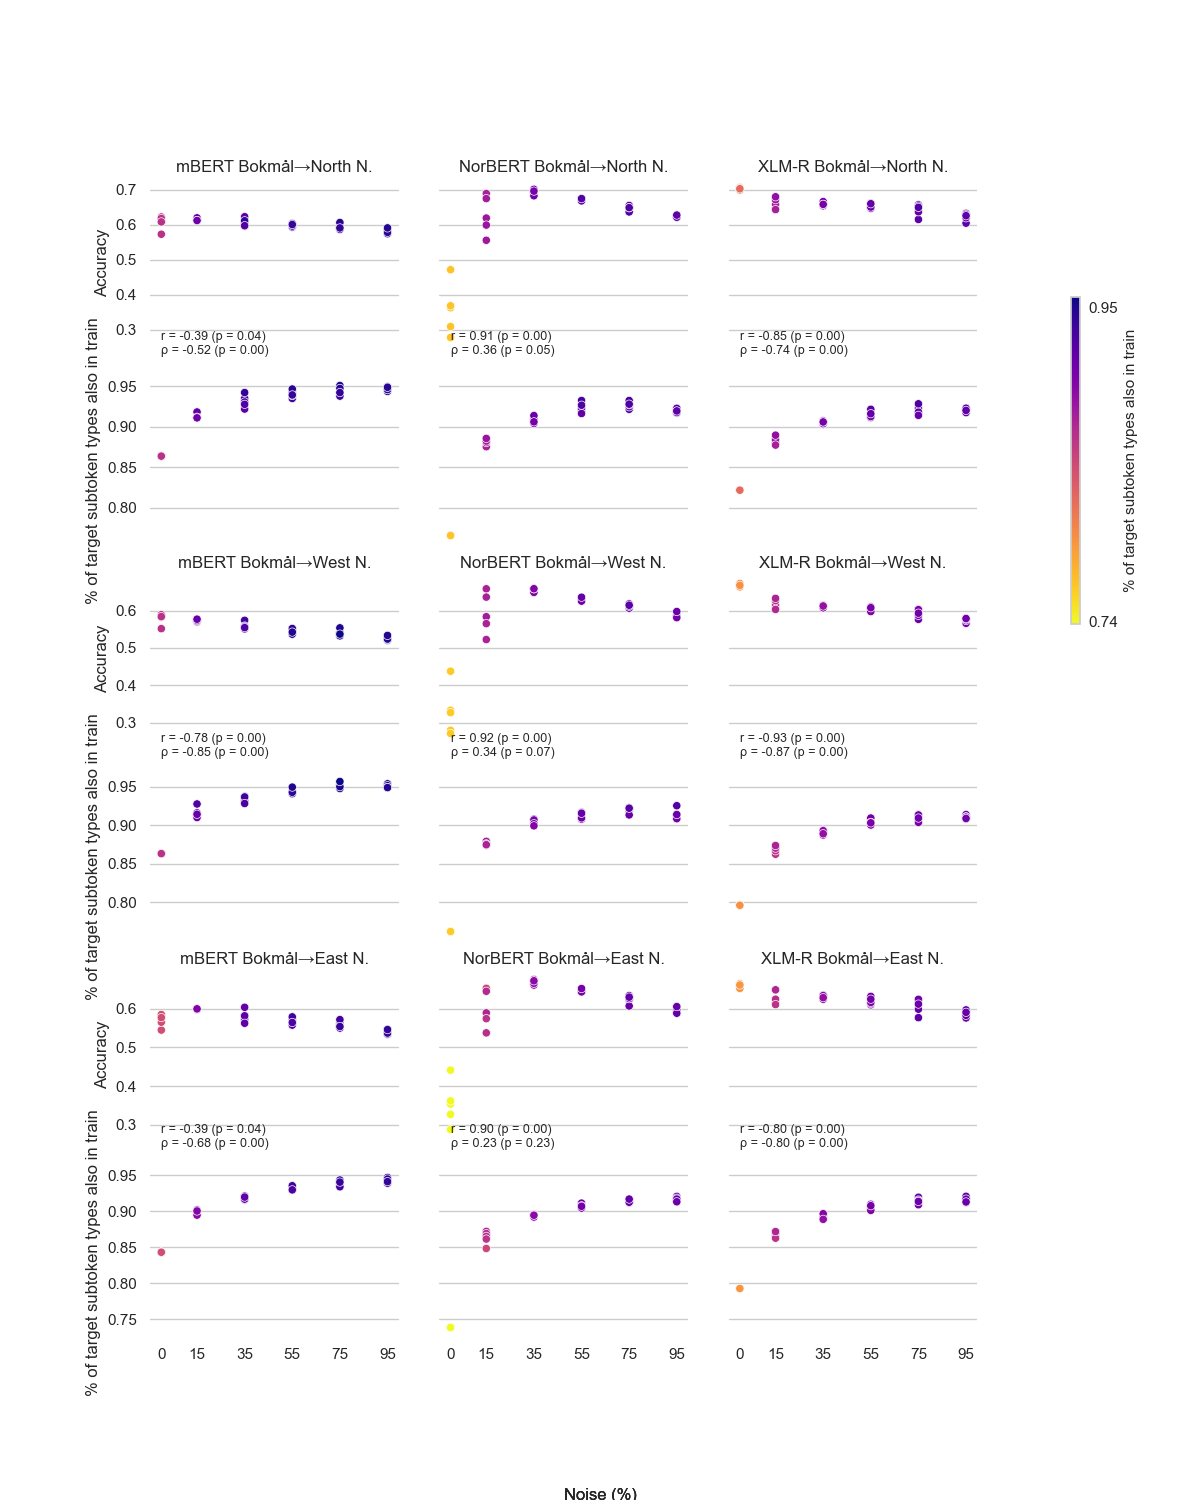 mBERT Bokmål→North N.
NorBERT Bokmål→North N.
XLM-R Bokmål→North N.
Accuracy
0.7
0.6
0.5
0.4
0.3
r = -0.39 (p = 0.04)
ρ = -0.52 (p = 0.00)
r = 0.91 (p = 0.00)
ρ = 0.36 (p = 0.05)
r = -0.85 (p = 0.00)
ρ = -0.74 (p = 0.00)
% of target subtoken types also in train
0.95
0.90
0.85
0.80
mBERT Bokmål→West N.
NorBERT Bokmål→West N.
XLM-R Bokmål→West N.
Accuracy
0.6
0.5
0.4
0.3
r = -0.78 (p = 0.00)
ρ = -0.85 (p = 0.00)
r = 0.92 (p = 0.00)
ρ = 0.34 (p = 0.07)
r = -0.93 (p = 0.00)
ρ = -0.87 (p = 0.00)
% of target subtoken types also in train
0.95
0.90
0.85
0.80
mBERT Bokmål→East N.
NorBERT Bokmål→East N.
XLM-R Bokmål→East N.
Accuracy
0.6
0.5
0.4
0.3
r = -0.39 (p = 0.04)
ρ = -0.68 (p = 0.00)
r = 0.90 (p = 0.00)
ρ = 0.23 (p = 0.23)
r = -0.80 (p = 0.00)
ρ = -0.80 (p = 0.00)
% of target subtoken types also in train
0.95
0.90
0.85
0.80
0.75
0 15 35 55 75 95
0 15 35 55 75 95
0 15 35 55 75 95
Noise (%)
0.95
0.74
% of target subtoken types also in train